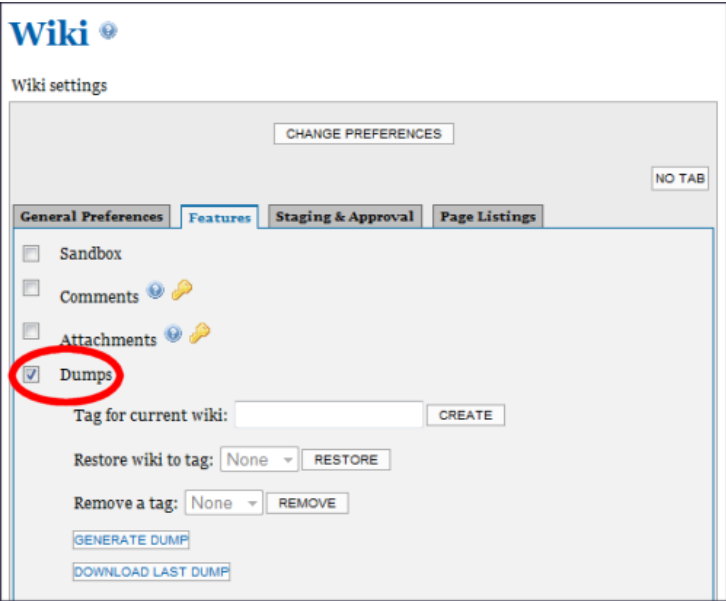 Wiki
Wiki settings
CHANGE PREFERENCES
NO TAB
General Preferences Features Staging & Approval Page Listings
Sandbox
Comments
Attachments
Dumps
Tag for current wiki: CREATE
Restore wiki to tag: None RESTORE
Remove a tag: None REMOVE
GENERATE DUMP
DOWNLOAD LAST DUMP